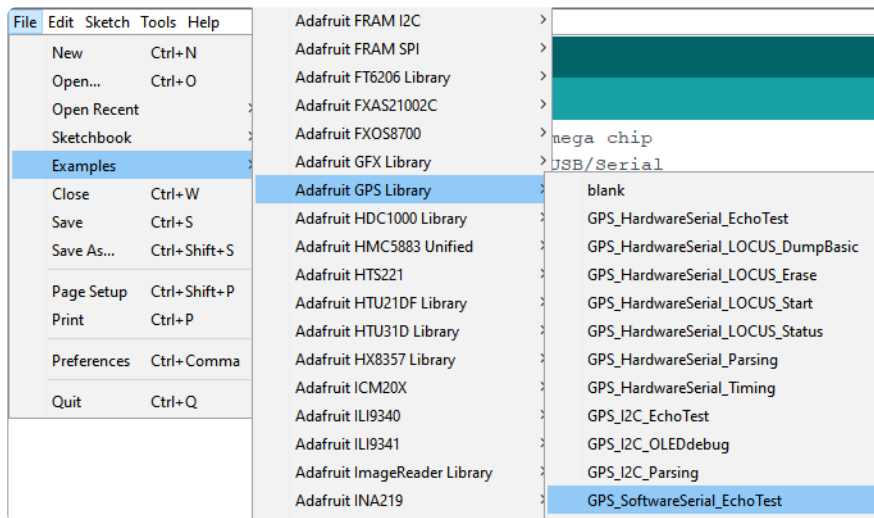 File Edit Sketch Tools Help
New Ctrl+N
Open... Ctrl+O
Open Recent
Sketchbook
Examples
Close Ctrl+W
Save Ctrl+S
Save As... Ctrl+Shift+S
Page Setup Ctrl+Shift+P
Print Ctrl+P
Preferences Ctrl+Comma
Quit Ctrl+Q
Adafruit FRAM I2C
Adafruit FRAM SPI
Adafruit FT6206 Library
Adafruit FXAS21002C
Adafruit FXOS8700
Adafruit GFX Library
Adafruit GPS Library
Adafruit HDC1000 Library
Adafruit HMC5883 Unified
Adafruit HTS221
Adafruit HTU21DF Library
Adafruit HTU31D Library
Adafruit HX8357 Library
Adafruit ICM20X
Adafruit ILI9340
Adafruit ILI9341
Adafruit ImageReader Library
Adafruit INA219
mega chip
USB/Serial
blank
GPS_HardwareSerial_EchoTest
GPS_HardwareSerial_LOCUS_DumpBasic
GPS_HardwareSerial_LOCUS_Erase
GPS_HardwareSerial_LOCUS_Start
GPS_HardwareSerial_LOCUS_Status
GPS_HardwareSerial_Parsing
GPS_HardwareSerial_Timing
GPS_I2C_EchoTest
GPS_I2C_OLEDdebug
GPS_I2C_Parsing
GPS_SoftwareSerial_EchoTest